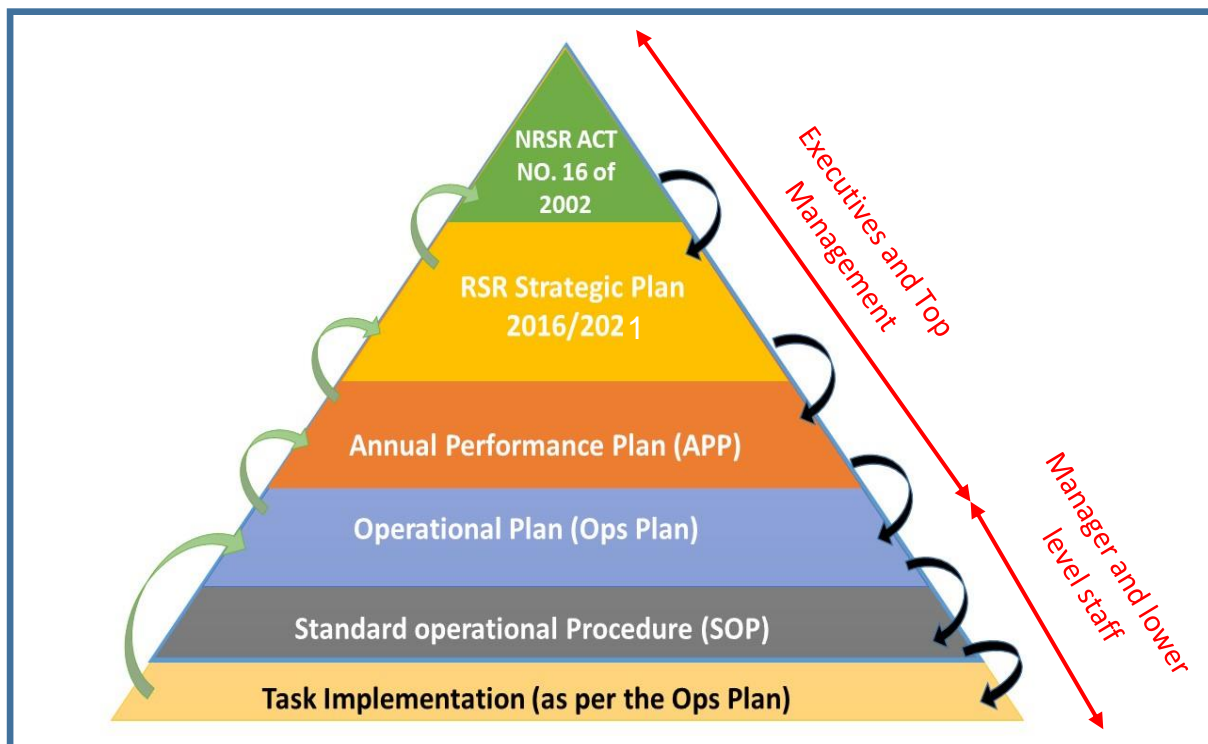 NRSR ACT
NO. 16 of
2002
RSR Strategic Plan
2016/2021
Annual Performance Plan (APP)
Operational Plan (Ops Plan)
Standard operational Procedure (SOP)
Task Implementation (as per the Ops Plan)
Executives and Top
Management
Manager and lower
level staff